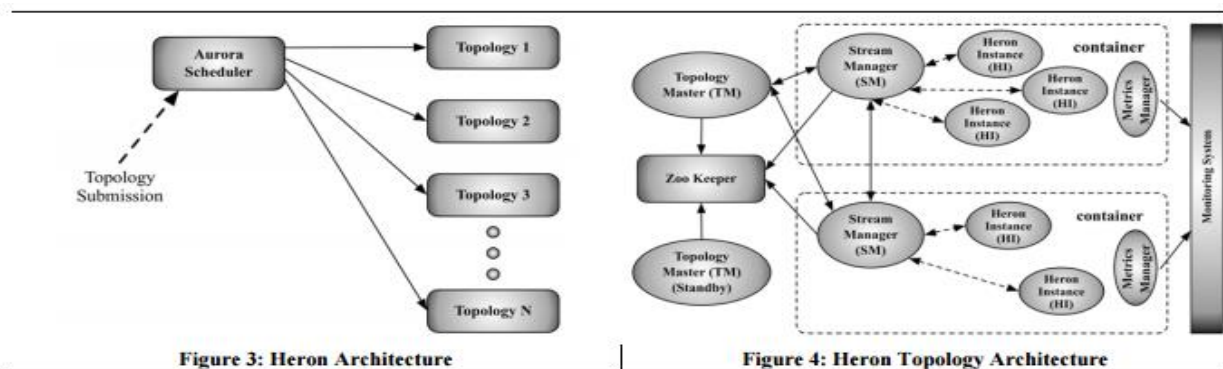 Aurora
Scheduler
Topology
Submission
Topology 1
Topology 2
Topology 3
Topology N
Figure 3: Heron Architecture
Topology
Master (TM)
Zoo Keeper
Topology
Master (TM)
(Standby)
Stream
Manager
(SM)
Heron
Instance
(HI)
Heron
Instance
(HI)
Heron
Instance
(HI)
container
Metrics
Manager
Stream
Manager
(SM)
Heron
Instance
(HI)
Heron
Instance
(HI)
container
Metrics
Manager
Monitoring System
Figure 4: Heron Topology Architecture